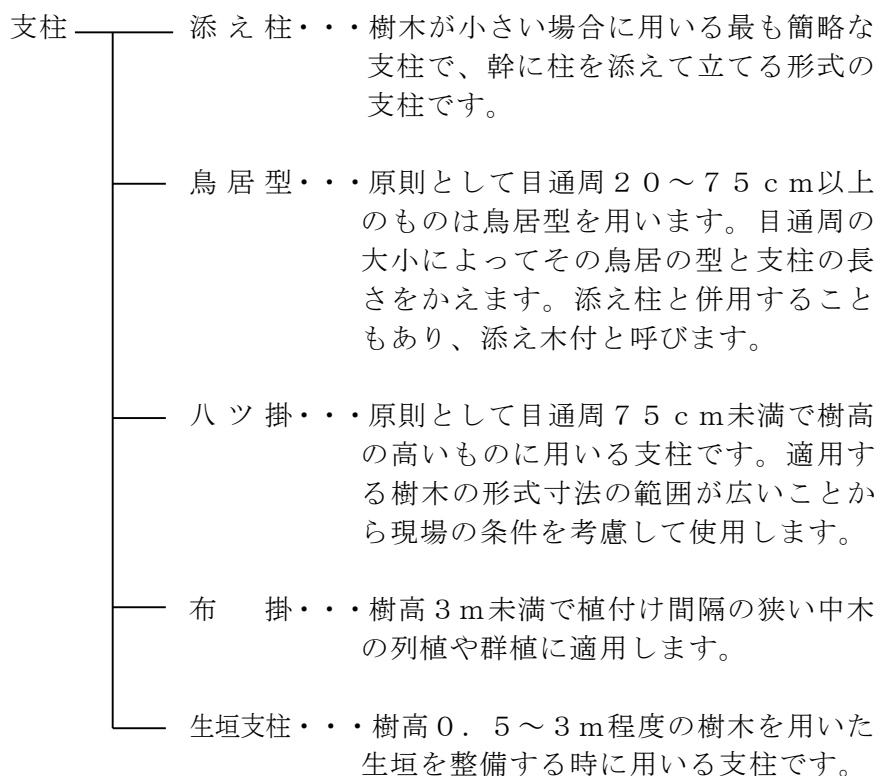 支柱 添え柱・・・樹木が小さい場合に用いる最も簡略な
支柱で、幹に柱を添えて立てる形式の
支柱です。
鳥居型・・・原則として目通周２０～７５ｃｍ以上
のものは鳥居型を用います。目通周の
大小によってその鳥居の型と支柱の長
さをかえます。添え柱と併用すること
もあり、添え木付と呼びます。
八ツ掛・・・原則として目通周７５ｃｍ未満で樹高
の高いものに用いる支柱です。適用す
る樹木の形式寸法の範囲が広いことか
ら現場の条件を考慮して使用します。
布　掛・・・樹高３ｍ未満で植付け間隔の狭い中木
の列植や群植に適用します。
生垣支柱・・・樹高０．５～３ｍ程度の樹木を用いた
生垣を整備する時に用いる支柱です。